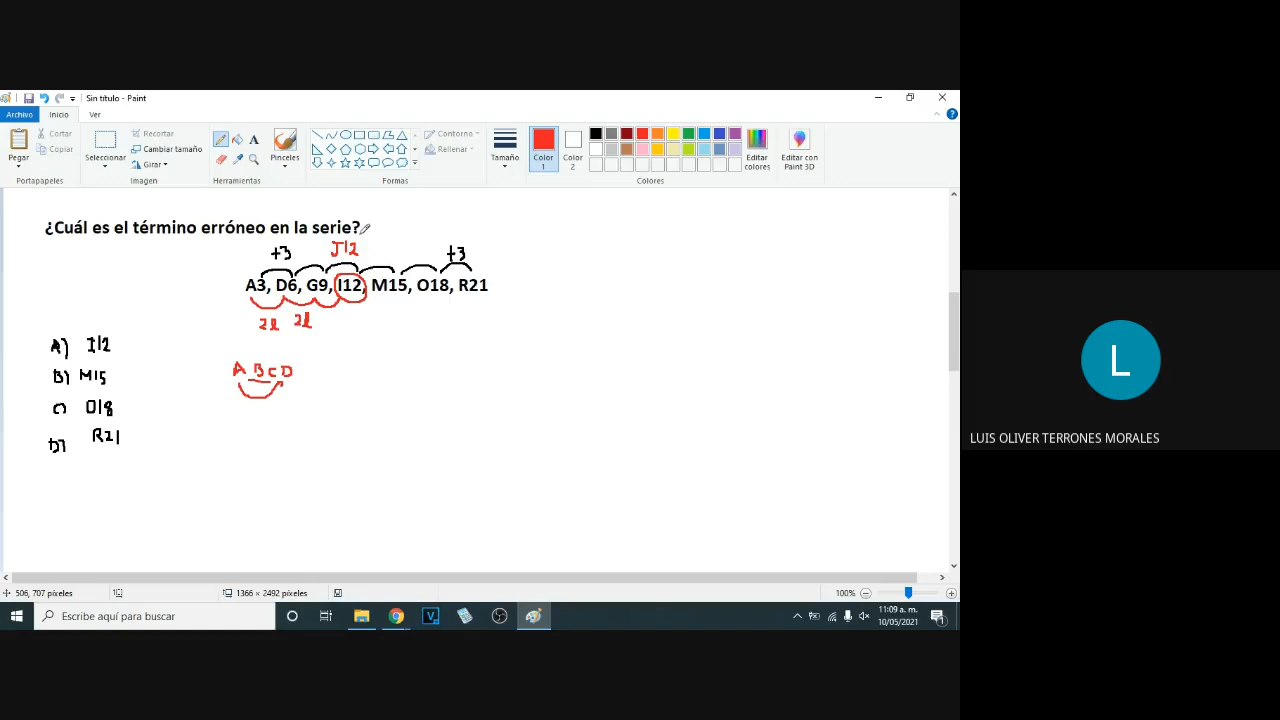 Sin título - Paint
Archivo Inicio Ver
Pegar
Cortar
Copiar
Portapapeles
Seleccionar
Recortar
Cambiar tamaño
Girar
Imagen
A
Herramientas
Pinceles
Contorno
Rellenar
Formas
Tamaño
Color 1
Color 2
Editar colores
Colores
Editar con Paint 3D
¿Cuál es el término erróneo en la serie?
+3 J12 +3
A3, D6, G9, I12, M15, O18, R21
2l 2l
A B C D
A) I12
B) M15
C) O18
D) R21
L
LUIS OLIVER TERRONES MORALES
506, 707 píxeles
1366 × 2492 píxeles
100%
Escribe aquí para buscar
V
11:09 a. m.
10/05/2021
1